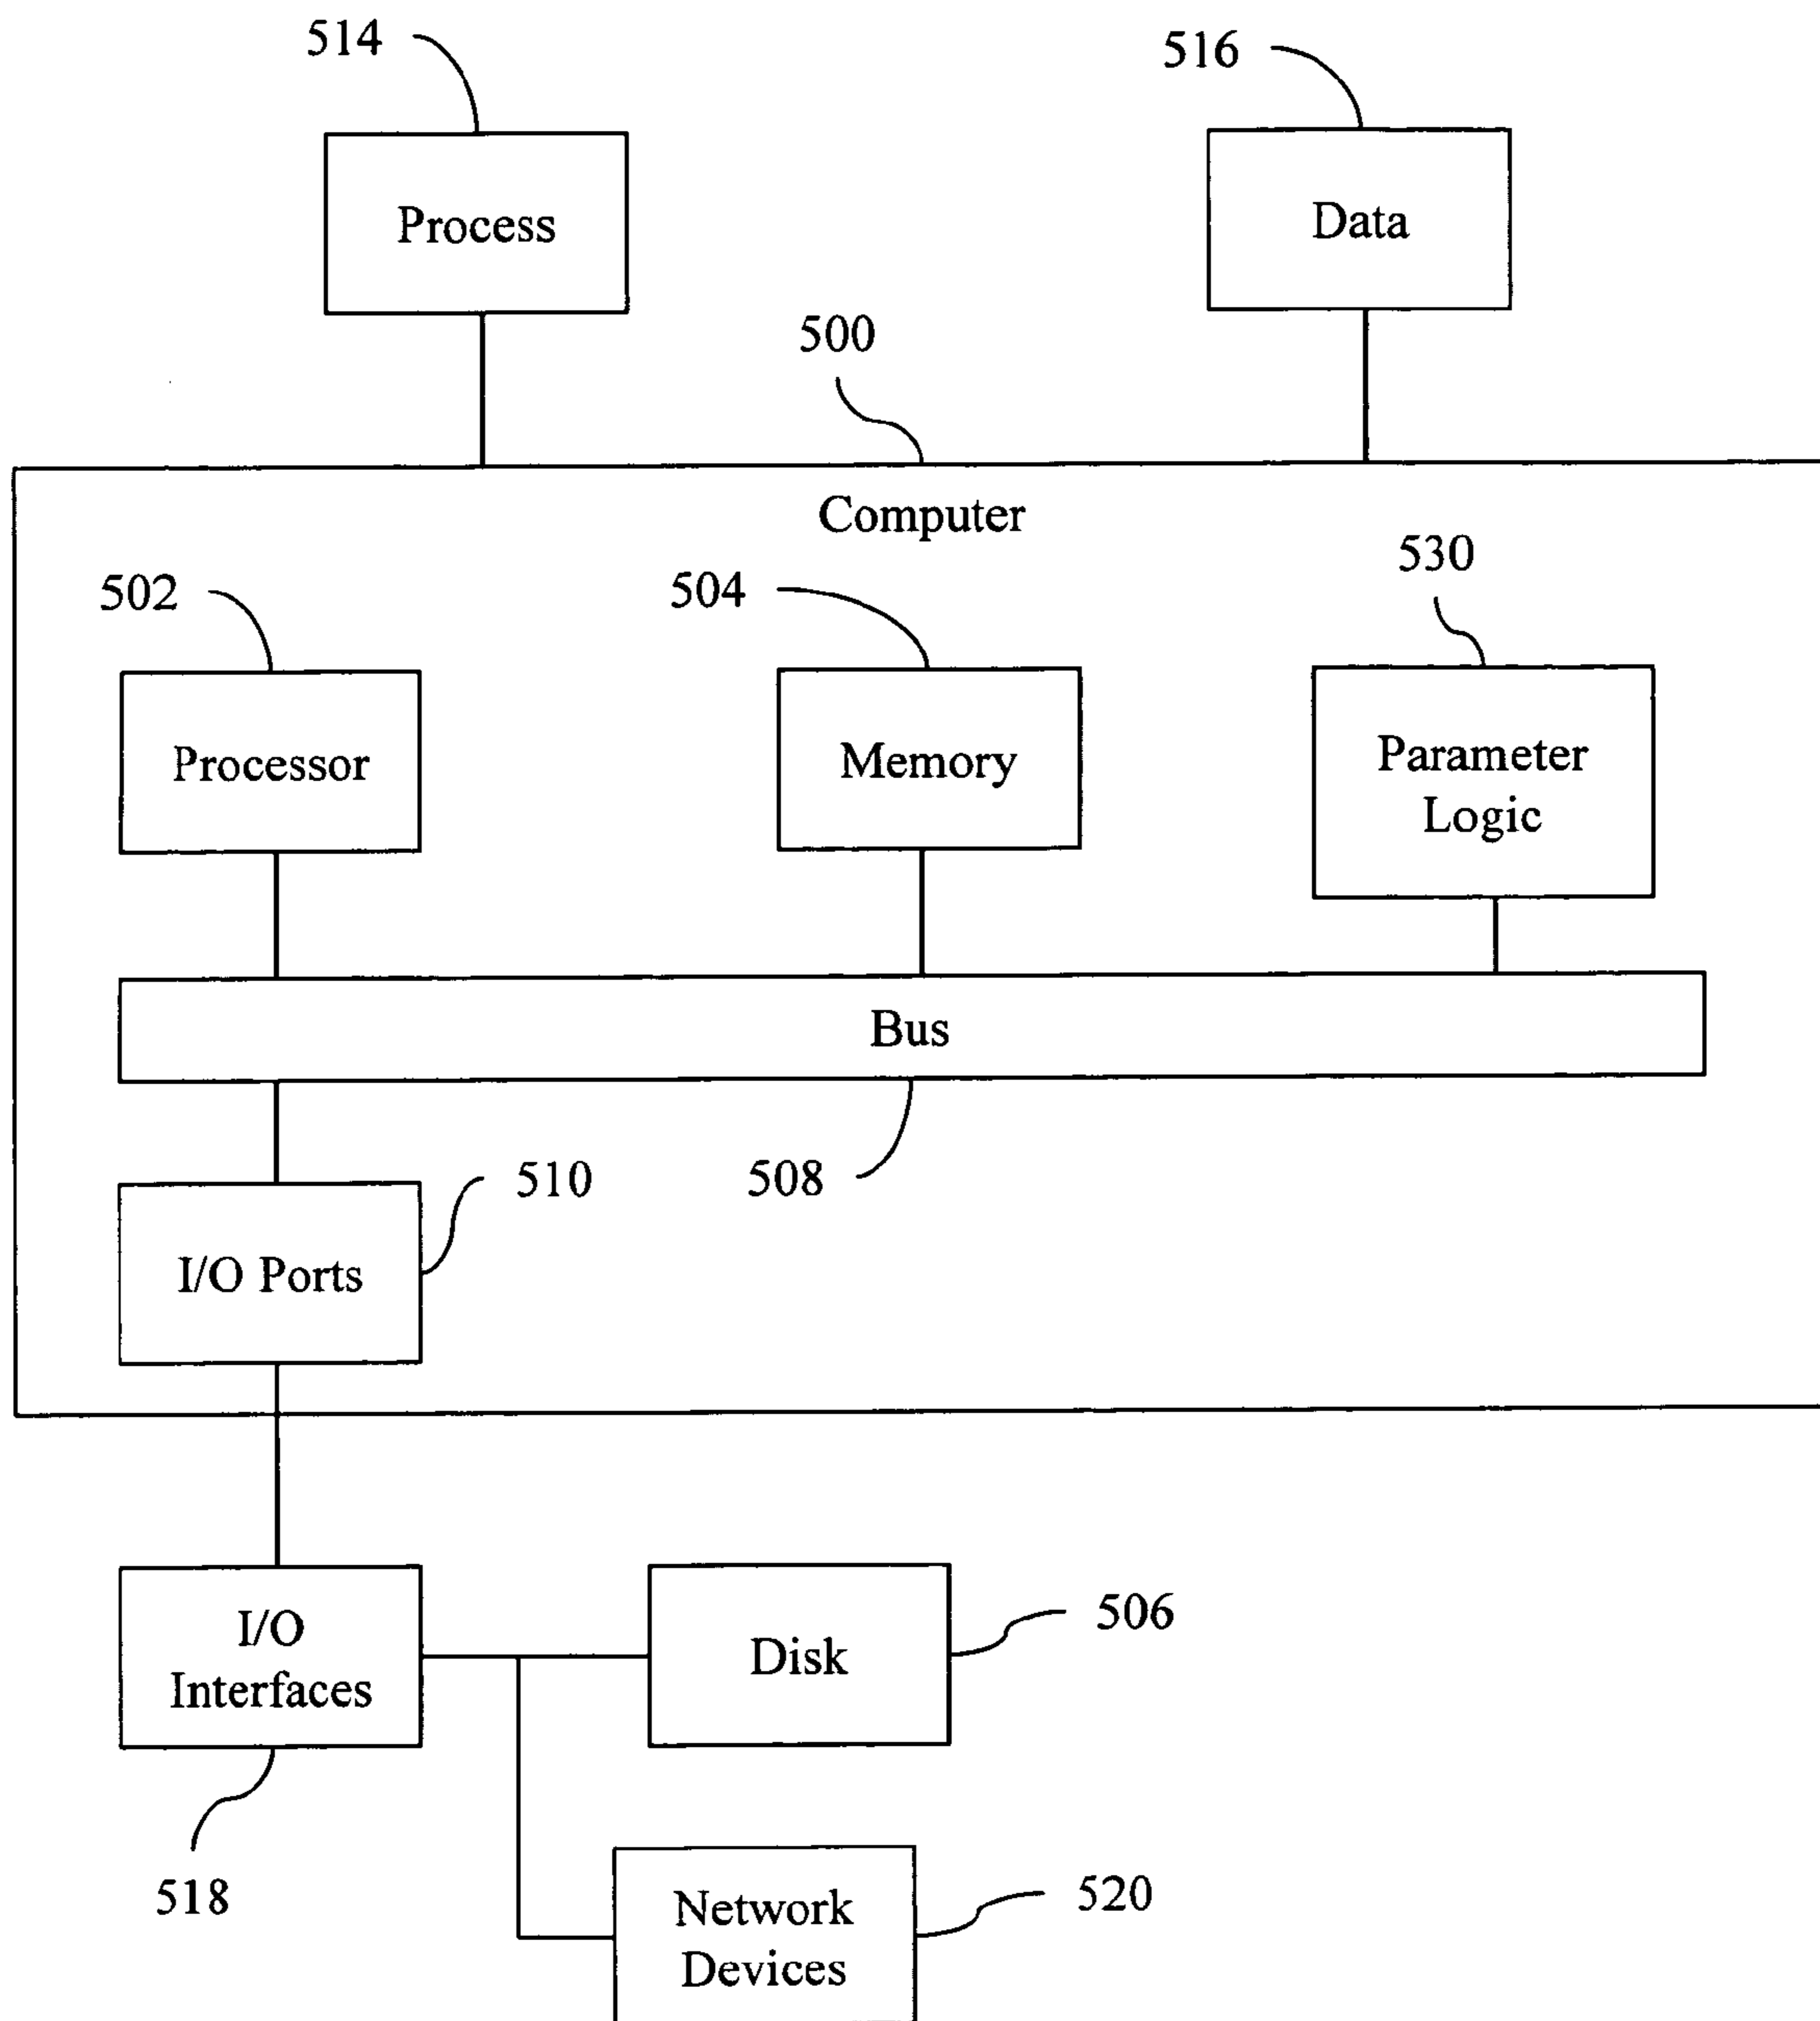 514
516
Process
Data
500
Computer
530
502
504
Processor
Memory
Parameter
Logic
Bus
510
508
I/O Ports
I/O
Interfaces
Disk
506
518
Network
Devices
520